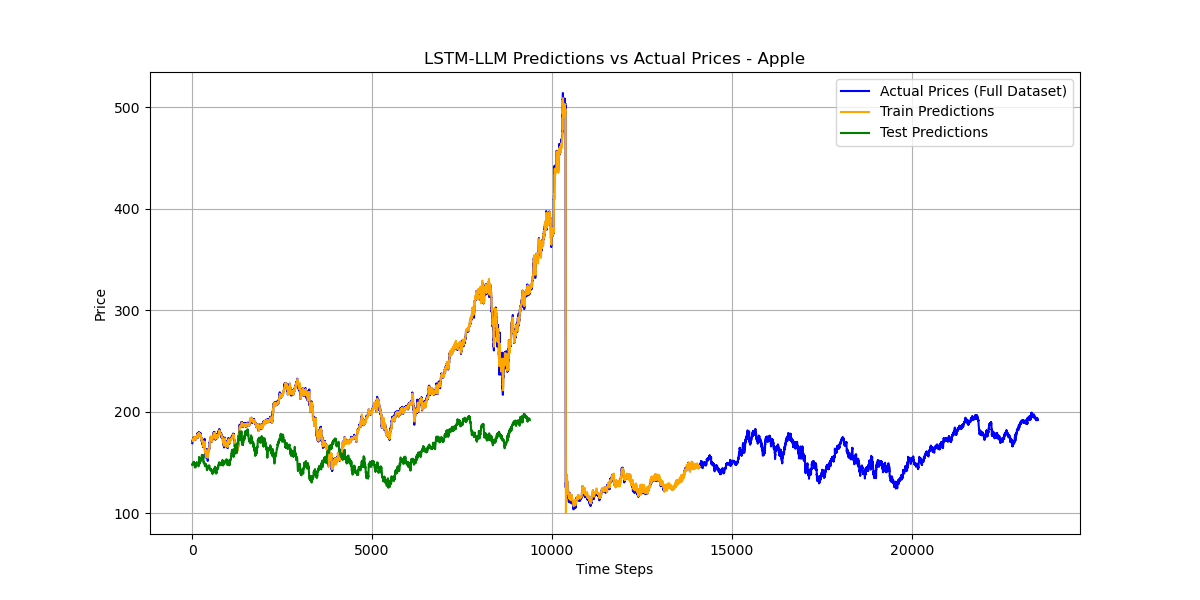 LSTM-LLM Predictions vs Actual Prices - Apple
Actual Prices (Full Dataset)
Train Predictions
Test Predictions
Price
500
400
300
200
100
0
5000
10000
15000
20000
Time Steps